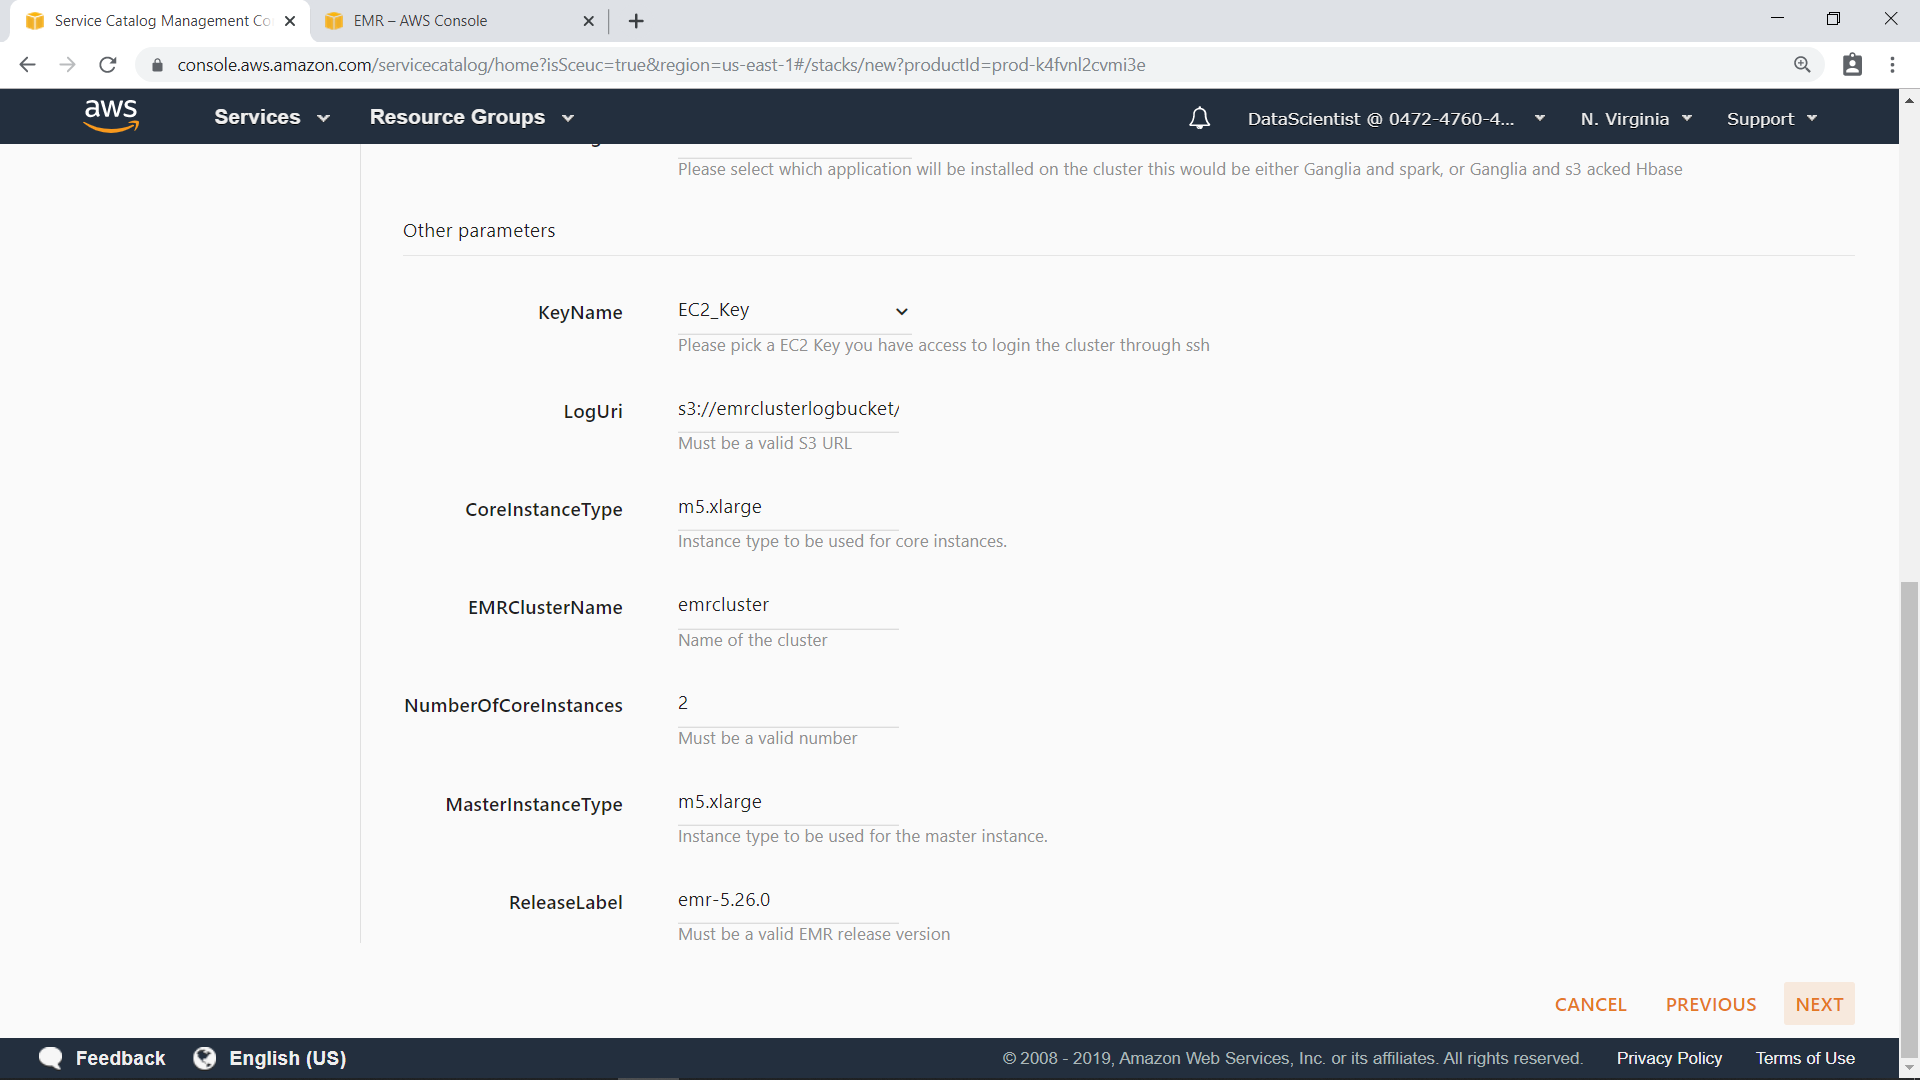 Service Catalog Management Co
EMR – AWS Console
console.aws.amazon.com/servicecatalog/home?isSceuc=true&region=us-east-1#/stacks/new?productId=prod-k4fvnl2cvmi3e
aws
Services
Resource Groups
DataScientist @ 0472-4760-4...
N. Virginia
Support
Please select which application will be installed on the cluster this would be either Ganglia and spark, or Ganglia and s3 acked Hbase
Other parameters
KeyName
EC2_Key
Please pick a EC2 Key you have access to login the cluster through ssh
LogUri
s3://emrclusterlogbucket/
Must be a valid S3 URL
CoreInstanceType
m5.xlarge
Instance type to be used for core instances.
EMRClusterName
emrcluster
Name of the cluster
NumberOfCoreInstances
2
Must be a valid number
MasterInstanceType
m5.xlarge
Instance type to be used for the master instance.
ReleaseLabel
emr-5.26.0
Must be a valid EMR release version
CANCEL
PREVIOUS
NEXT
Feedback
English (US)
© 2008 - 2019, Amazon Web Services, Inc. or its affiliates. All rights reserved.
Privacy Policy
Terms of Use